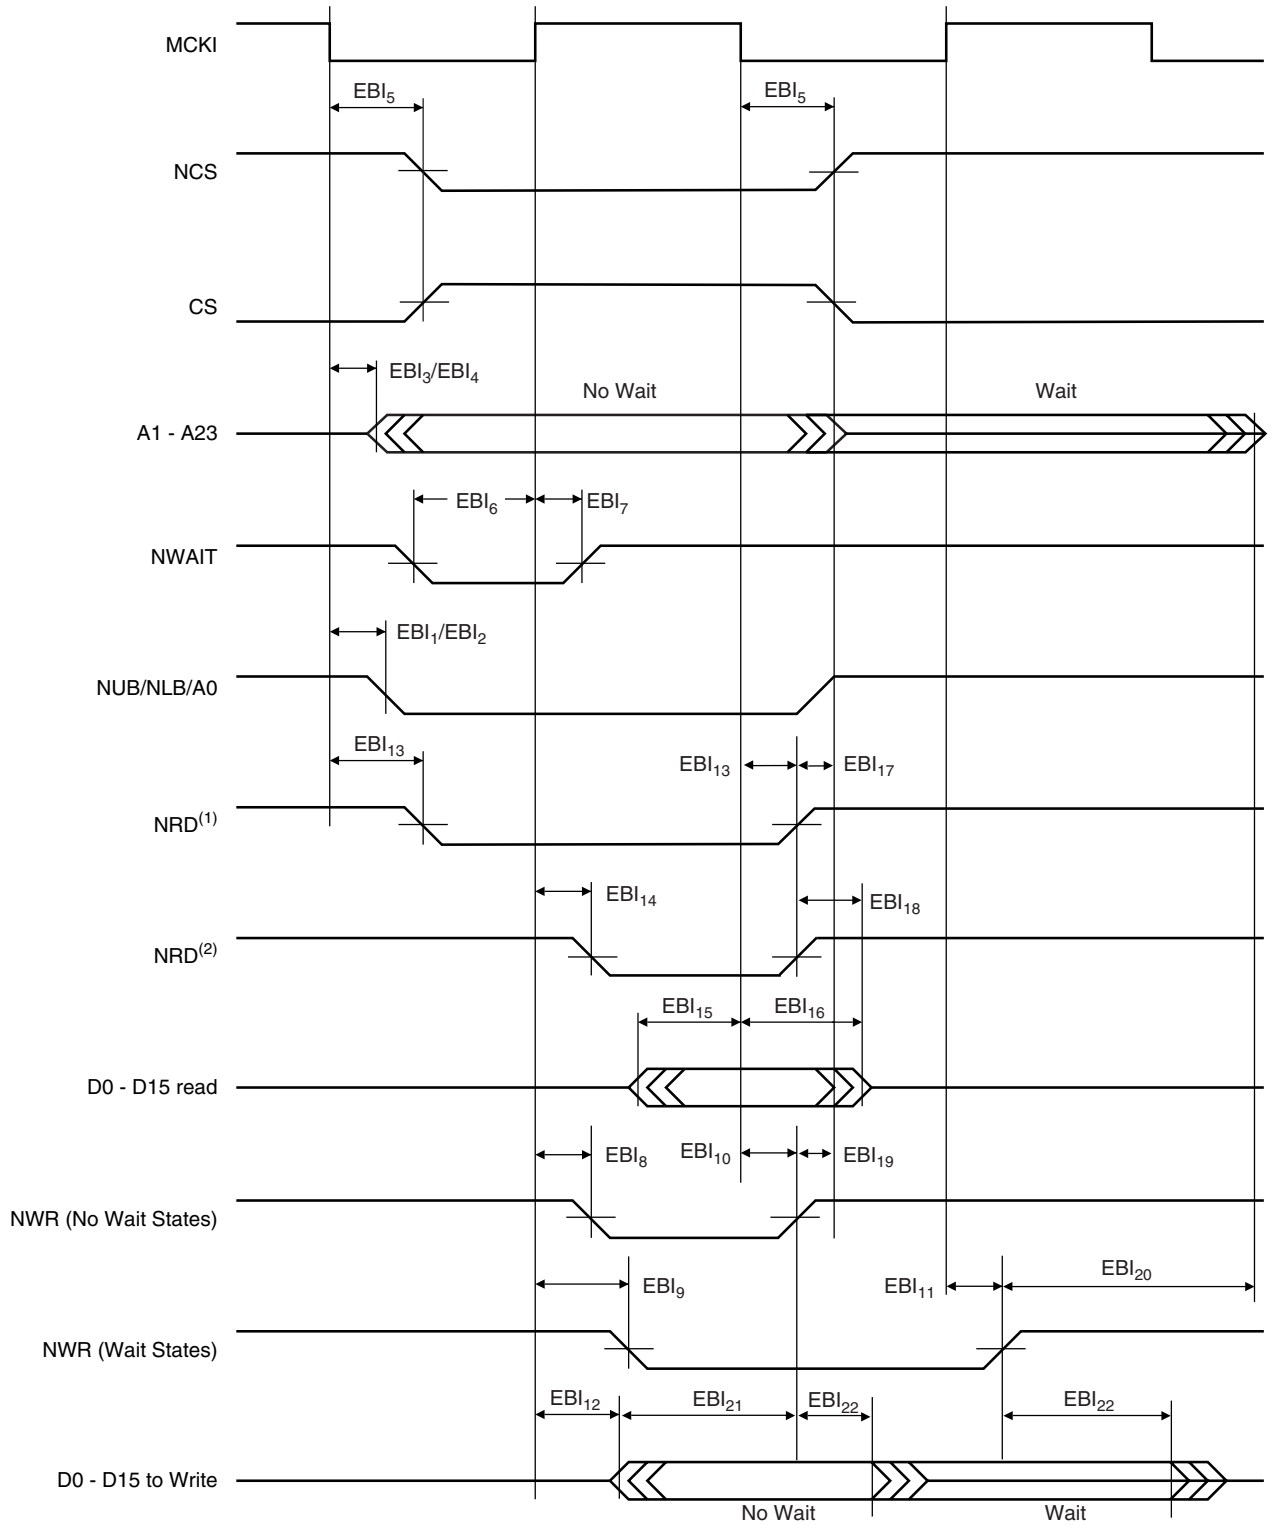 MCKI
EBI5 EBI5
NCS
CS
EBI3/EBI4
No Wait Wait
A1 - A23
EBI6 EBI7
NWAIT
EBI1/EBI2
NUB/NLB/A0
EBI13 EBI13 EBI17
NRD(1)
EBI14 EBI18
NRD(2)
EBI15 EBI16
D0 - D15 read
EBI8 EBI10 EBI19
NWR (No Wait States)
EBI9 EBI11 EBI20
NWR (Wait States)
EBI12 EBI21 EBI22 EBI22
D0 - D15 to Write
No Wait Wait